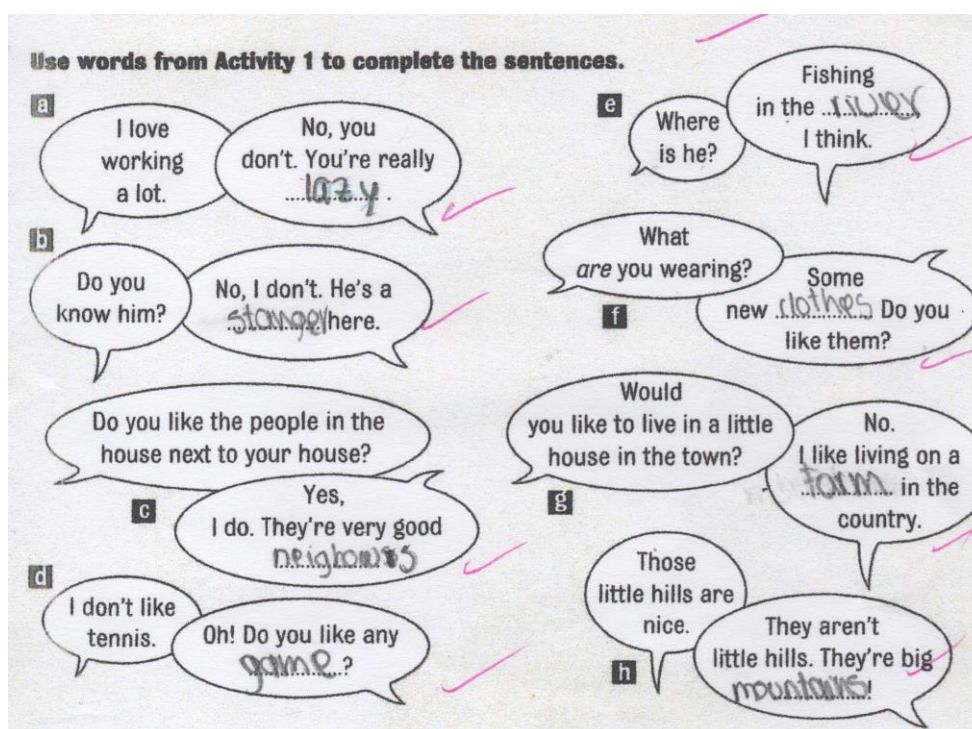 Use words from Activity 1 to complete the sentences.
a
I love
working
a lot.
No, you
don't. You're really
lazy .
b
Do you
know him?
No, I don't. He's a
stanger here.
Do you like the people in the
house next to your house?
c
Yes,
I do. They're very good
neigbowrs
d
I don't like
tennis.
Oh! Do you like any
game ?
e
Where
is he?
Fishing
in the river
I think.
What
are you wearing?
f
Some
new clothes Do you
like them?
Would
you like to live in a little
house in the town?
g
No.
I like living on a
farm in the
country.
Those
little hills are
nice.
h
They aren't
little hills. They're big
mountains!